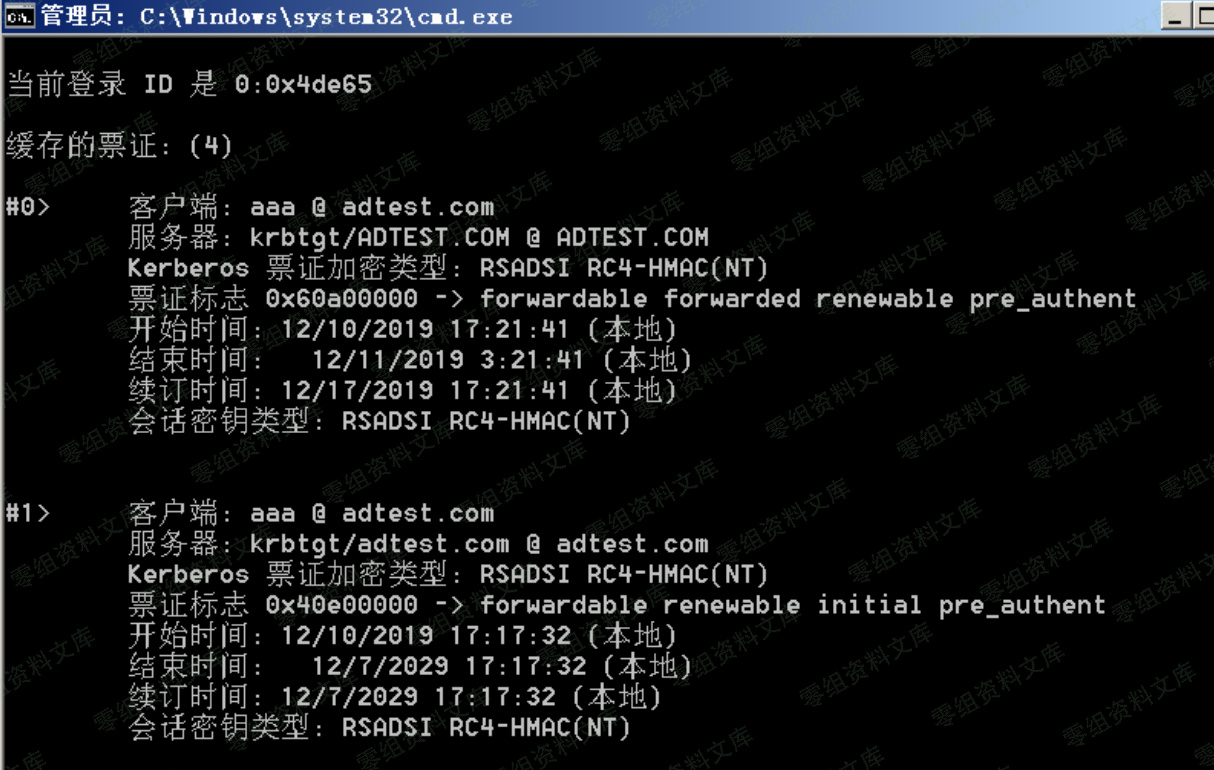 管理员: C:\Windows\system32\cmd.exe
当前登录 ID 是 0:0x4de65
缓存的票证: (4)
#0> 客户端: aaa @ adtest.com
服务器: krbtgt/ADTEST.COM @ ADTEST.COM
Kerberos 票证加密类型: RSADSI RC4-HMAC(NT)
票证标志 0x60a00000 -> forwardable forwarded renewable pre_authent
开始时间: 12/10/2019 17:21:41 (本地)
结束时间: 12/11/2019 3:21:41 (本地)
续订时间: 12/17/2019 17:21:41 (本地)
会话密钥类型: RSADSI RC4-HMAC(NT)
#1> 客户端: aaa @ adtest.com
服务器: krbtgt/adtest.com @ adtest.com
Kerberos 票证加密类型: RSADSI RC4-HMAC(NT)
票证标志 0x40e00000 -> forwardable renewable initial pre_authent
开始时间: 12/10/2019 17:17:32 (本地)
结束时间: 12/7/2029 17:17:32 (本地)
续订时间: 12/7/2029 17:17:32 (本地)
会话密钥类型: RSADSI RC4-HMAC(NT)
零组资料文库